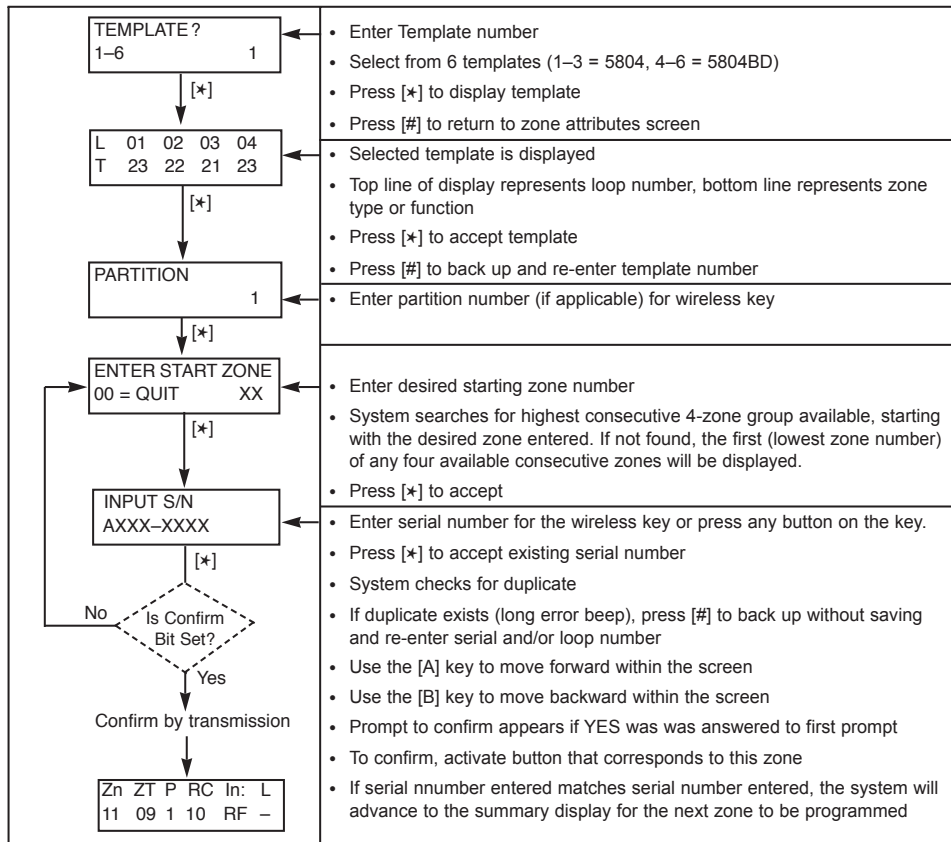 TEMPLATE ?
1–6 1
• Enter Template number
• Select from 6 templates (1–3 = 5804, 4–6 = 5804BD)
• Press [✶] to display template
• Press [#] to return to zone attributes screen
[✶]
L 01 02 03 04
T 23 22 21 23
• Selected template is displayed
• Top line of display represents loop number, bottom line represents zone
type or function
• Press [✶] to accept template
• Press [#] to back up and re-enter template number
[✶]
PARTITION
1
• Enter partition number (if applicable) for wireless key
[✶]
ENTER START ZONE
00 = QUIT XX
• Enter desired starting zone number
• System searches for highest consecutive 4-zone group available, starting
with the desired zone entered. If not found, the first (lowest zone number)
of any four available consecutive zones will be displayed.
• Press [✶] to accept
[✶]
INPUT S/N
AXXX–XXXX
• Enter serial number for the wireless key or press any button on the key.
• Press [✶] to accept existing serial number
• System checks for duplicate
• If duplicate exists (long error beep), press [#] to back up without saving
and re-enter serial and/or loop number
• Use the [A] key to move forward within the screen
• Use the [B] key to move backward within the screen
• Prompt to confirm appears if YES was was answered to first prompt
• To confirm, activate button that corresponds to this zone
• If serial nnumber entered matches serial number entered, the system will
advance to the summary display for the next zone to be programmed
[✶]
No
Is Confirm
Bit Set?
Yes
Confirm by transmission
Zn ZT P RC In: L
11 09 1 10 RF –